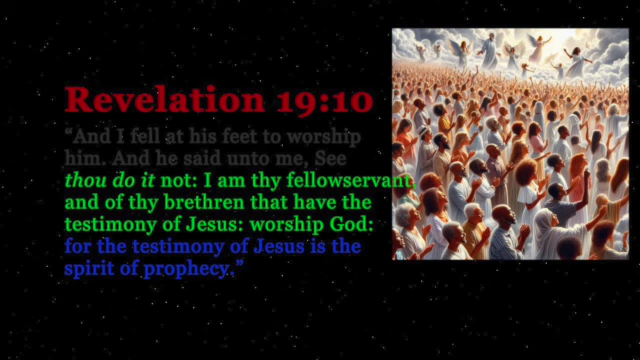 Revelation 19:10
“And I fell at his feet to worship
him. And he said unto me, See
thou do it not: I am thy fellowservant
and of thy brethren that have the
testimony of Jesus: worship God:
for the testimony of Jesus is the
spirit of prophecy.”